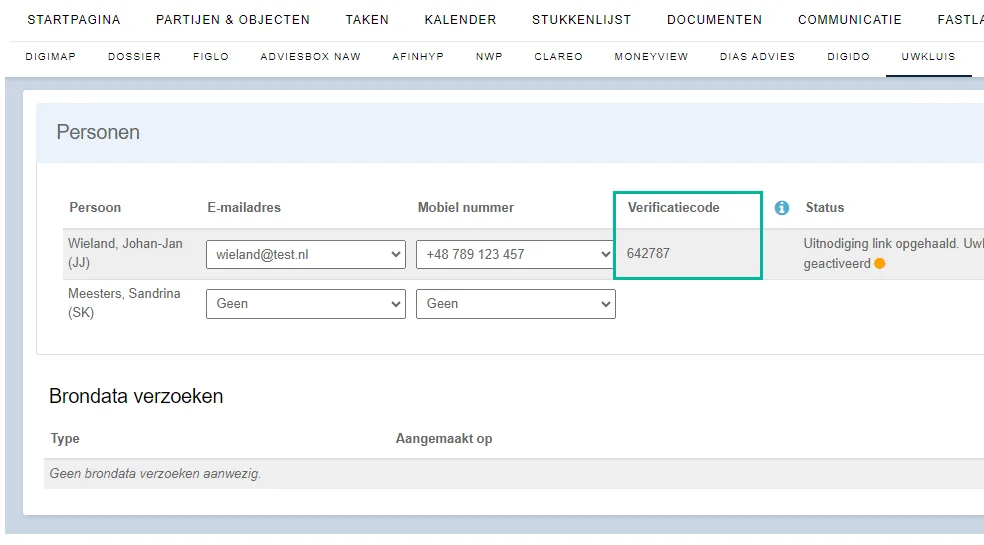 STARTPAGINA PARTIJEN & OBJECTEN TAKEN KALENDER STUKKENLIJST DOCUMENTEN COMMUNICATIE FASTLA
DIGIMAP DOSSIER FIGLO ADVIESBOX NAW AFINHYP NWP CLAREO MONEYVIEW DIAS ADVIES DIGIDO UWKLUIS
Personen
Persoon E-mailadres Mobiel nummer Verificatiecode i Status
Wieland, Johan-Jan (JJ) wieland@test.nl +48 789 123 457 642787 Uitnodiging link opgehaald. Uwkl geactiveerd
Meesters, Sandrina (SK) Geen Geen
Brondata verzoeken
Type Aangemaakt op
Geen brondata verzoeken aanwezig.